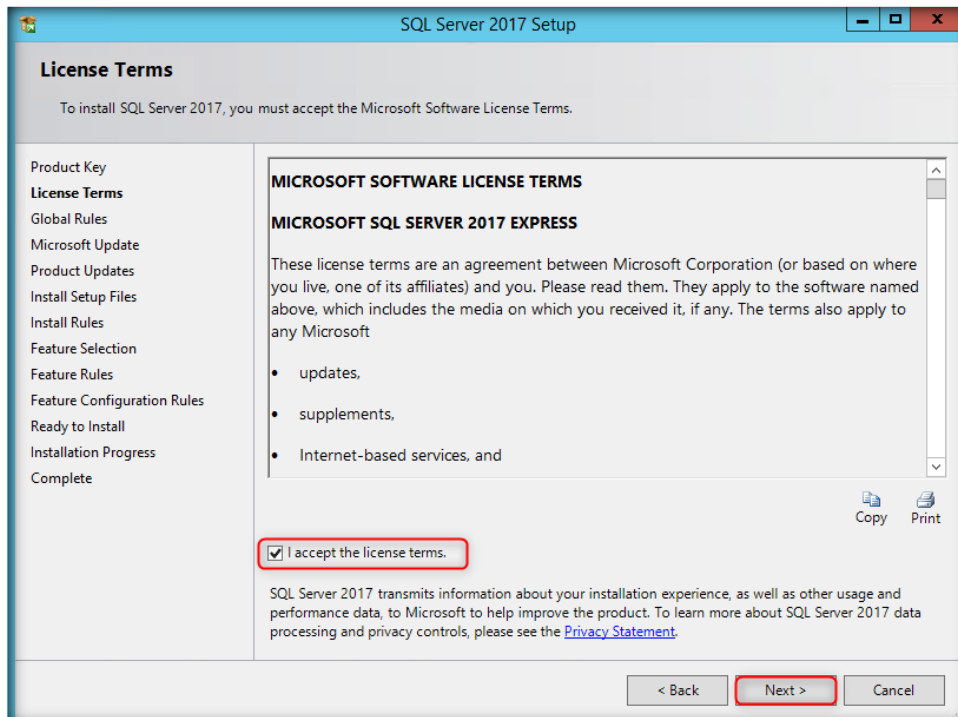 SQL Server 2017 Setup
License Terms
To install SQL Server 2017, you must accept the Microsoft Software License Terms.
Product Key
License Terms
Global Rules
Microsoft Update
Product Updates
Install Setup Files
Install Rules
Feature Selection
Feature Rules
Feature Configuration Rules
Ready to Install
Installation Progress
Complete
MICROSOFT SOFTWARE LICENSE TERMS
MICROSOFT SQL SERVER 2017 EXPRESS
These license terms are an agreement between Microsoft Corporation (or based on where
you live, one of its affiliates) and you. Please read them. They apply to the software named
above, which includes the media on which you received it, if any. The terms also apply to
any Microsoft
• updates,
• supplements,
• Internet-based services, and
Copy Print
I accept the license terms.
SQL Server 2017 transmits information about your installation experience, as well as other usage and
performance data, to Microsoft to help improve the product. To learn more about SQL Server 2017 data
processing and privacy controls, please see the Privacy Statement.
< Back Next > Cancel